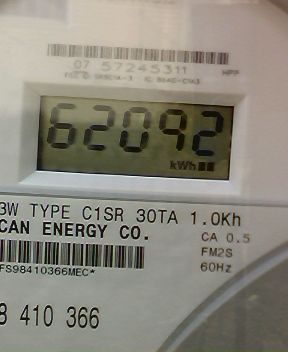 07 57245311
62092
kWh
3W TYPE C1SR 30TA 1.0Kh
CAN ENERGY CO.
CA 0.5
FM2S
60Hz
FS98410366MEC*
8 410 366